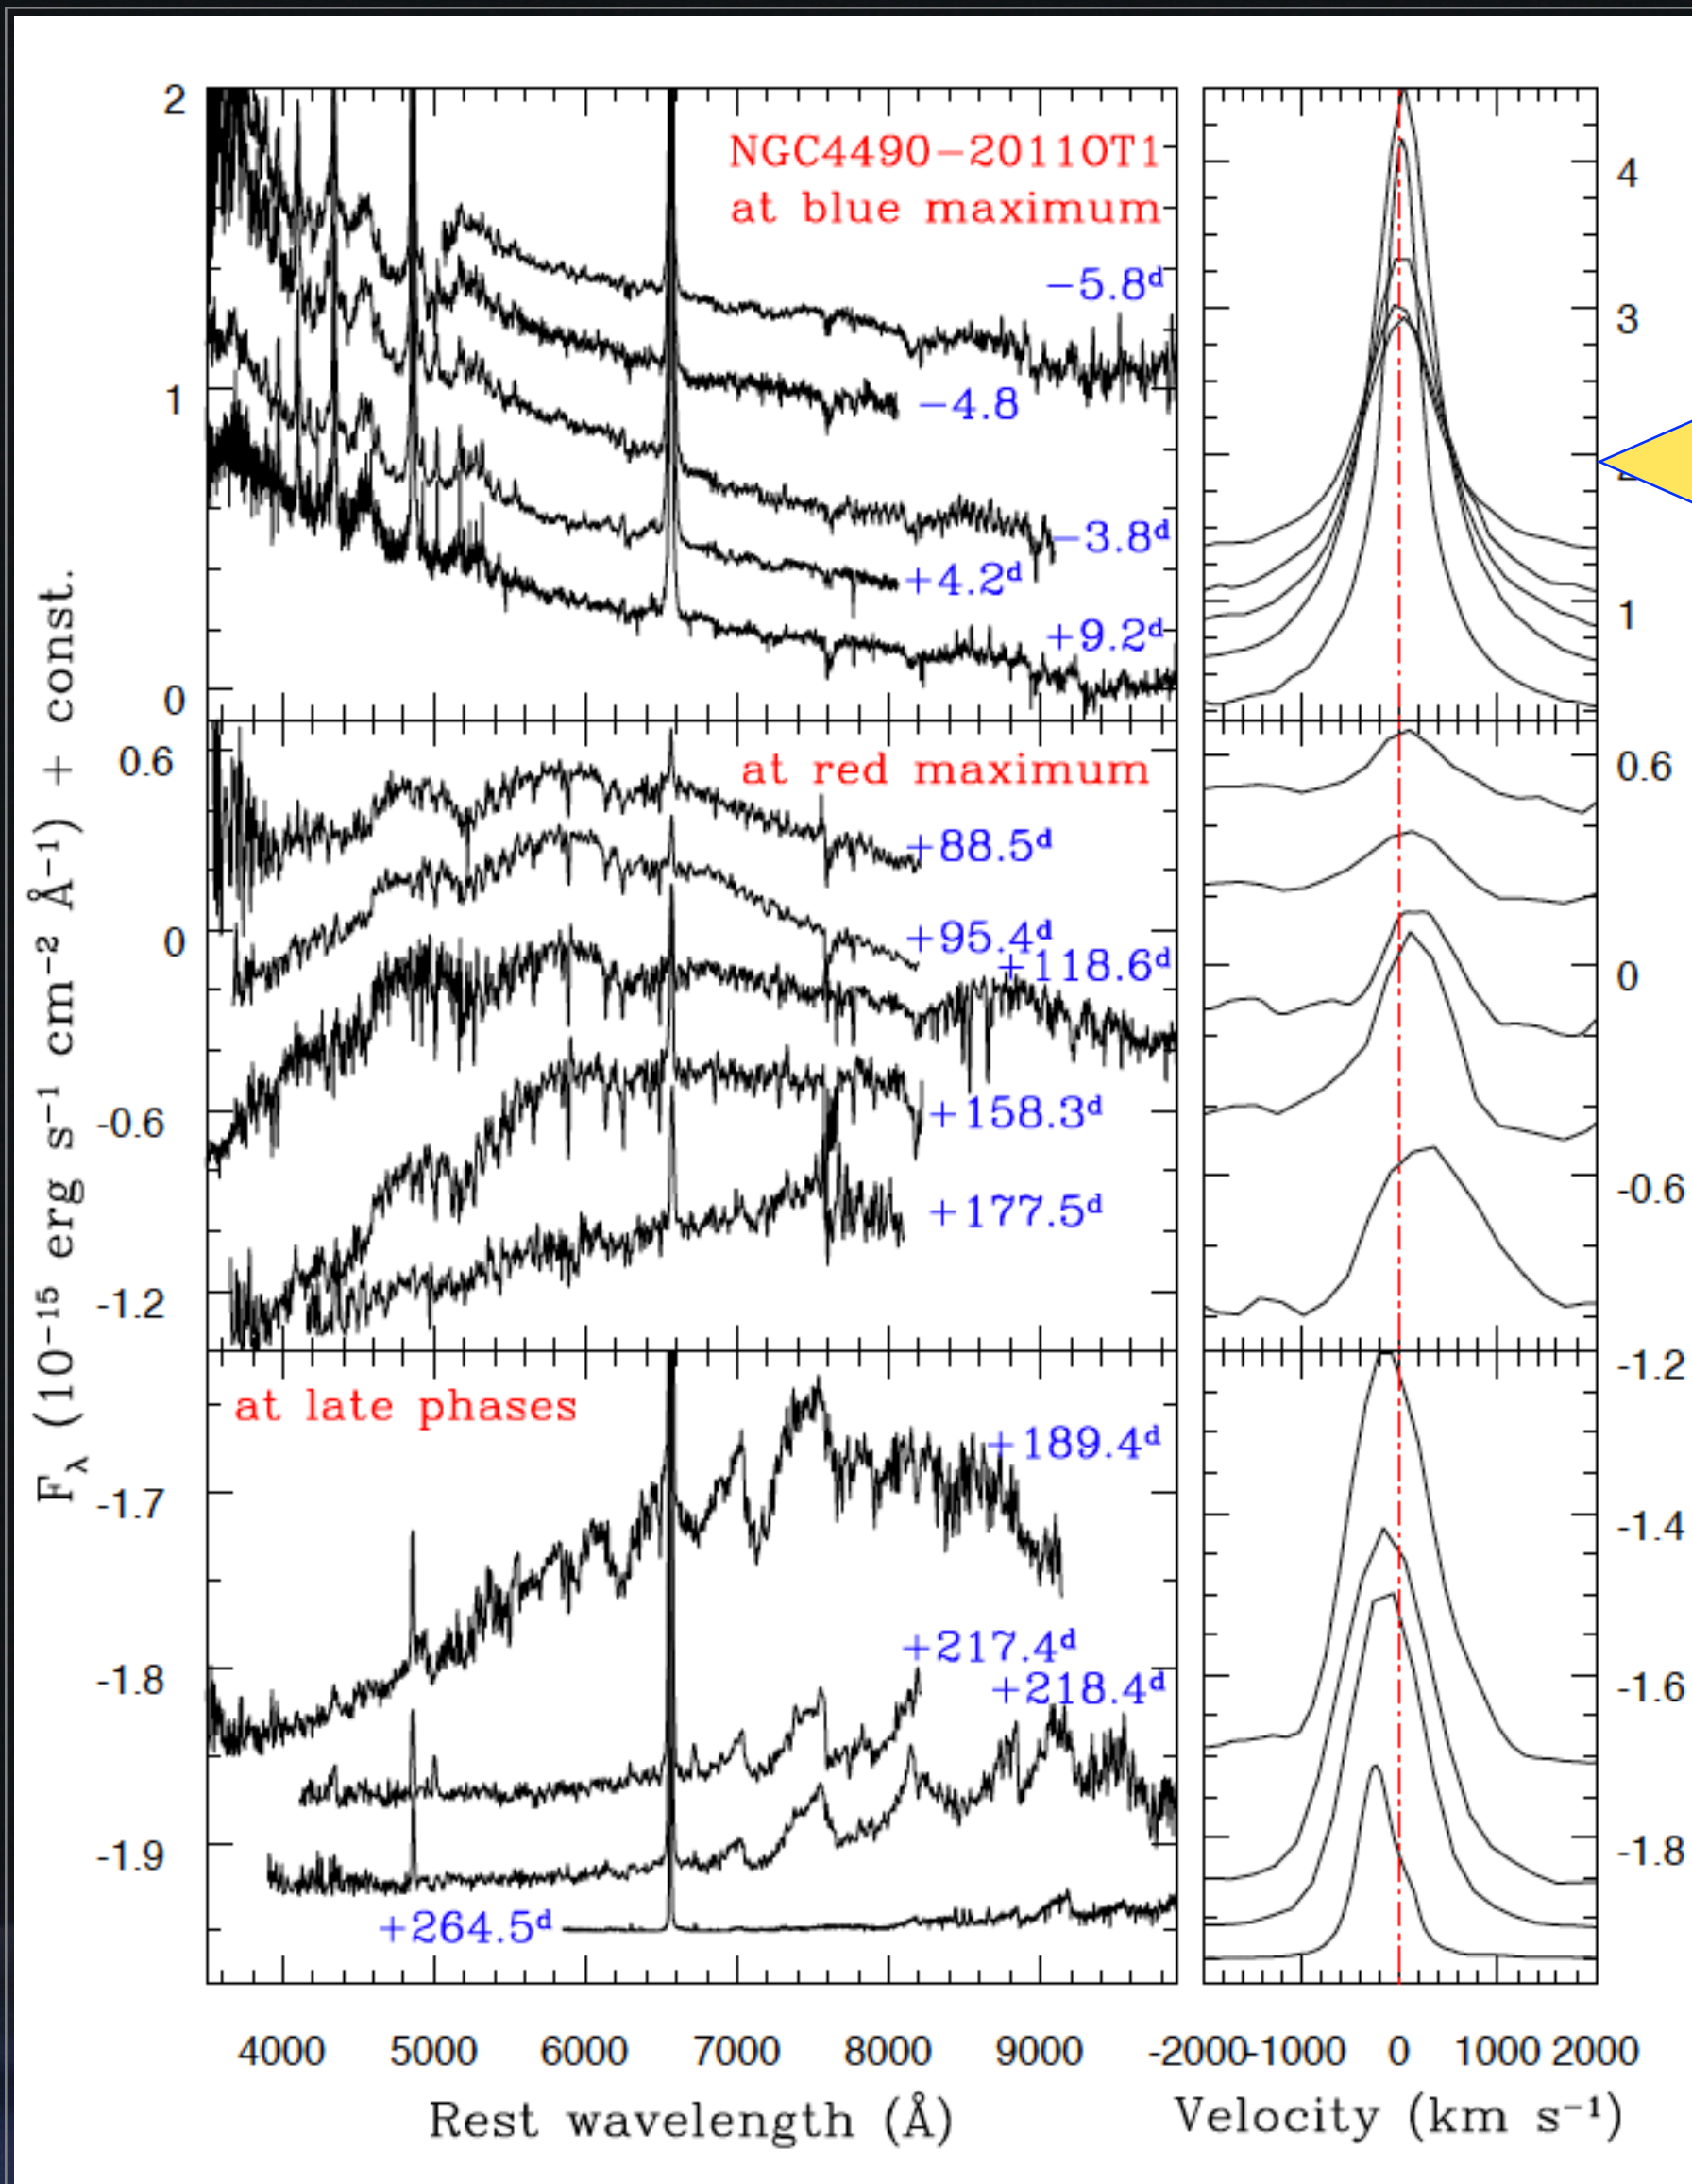 NGC4490−2011OT1
at blue maximum
−5.8d
−4.8
−3.8d
+4.2d
+9.2d
2
1
0
4
3
1
at red maximum
+88.5d
+95.4d
+118.6d
+158.3d
+177.5d
0.6
0
-0.6
-1.2
0.6
0
-0.6
-1.2
at late phases
+189.4d
+217.4d
+218.4d
+264.5d
-1.7
-1.8
-1.9
-1.4
-1.6
-1.8
Fλ (10−15 erg s−1 cm−2 Å−1) + const.
4000 5000 6000 7000 8000 9000
-2000 -1000 0 1000 2000
Rest wavelength (Å)
Velocity (km s−1)